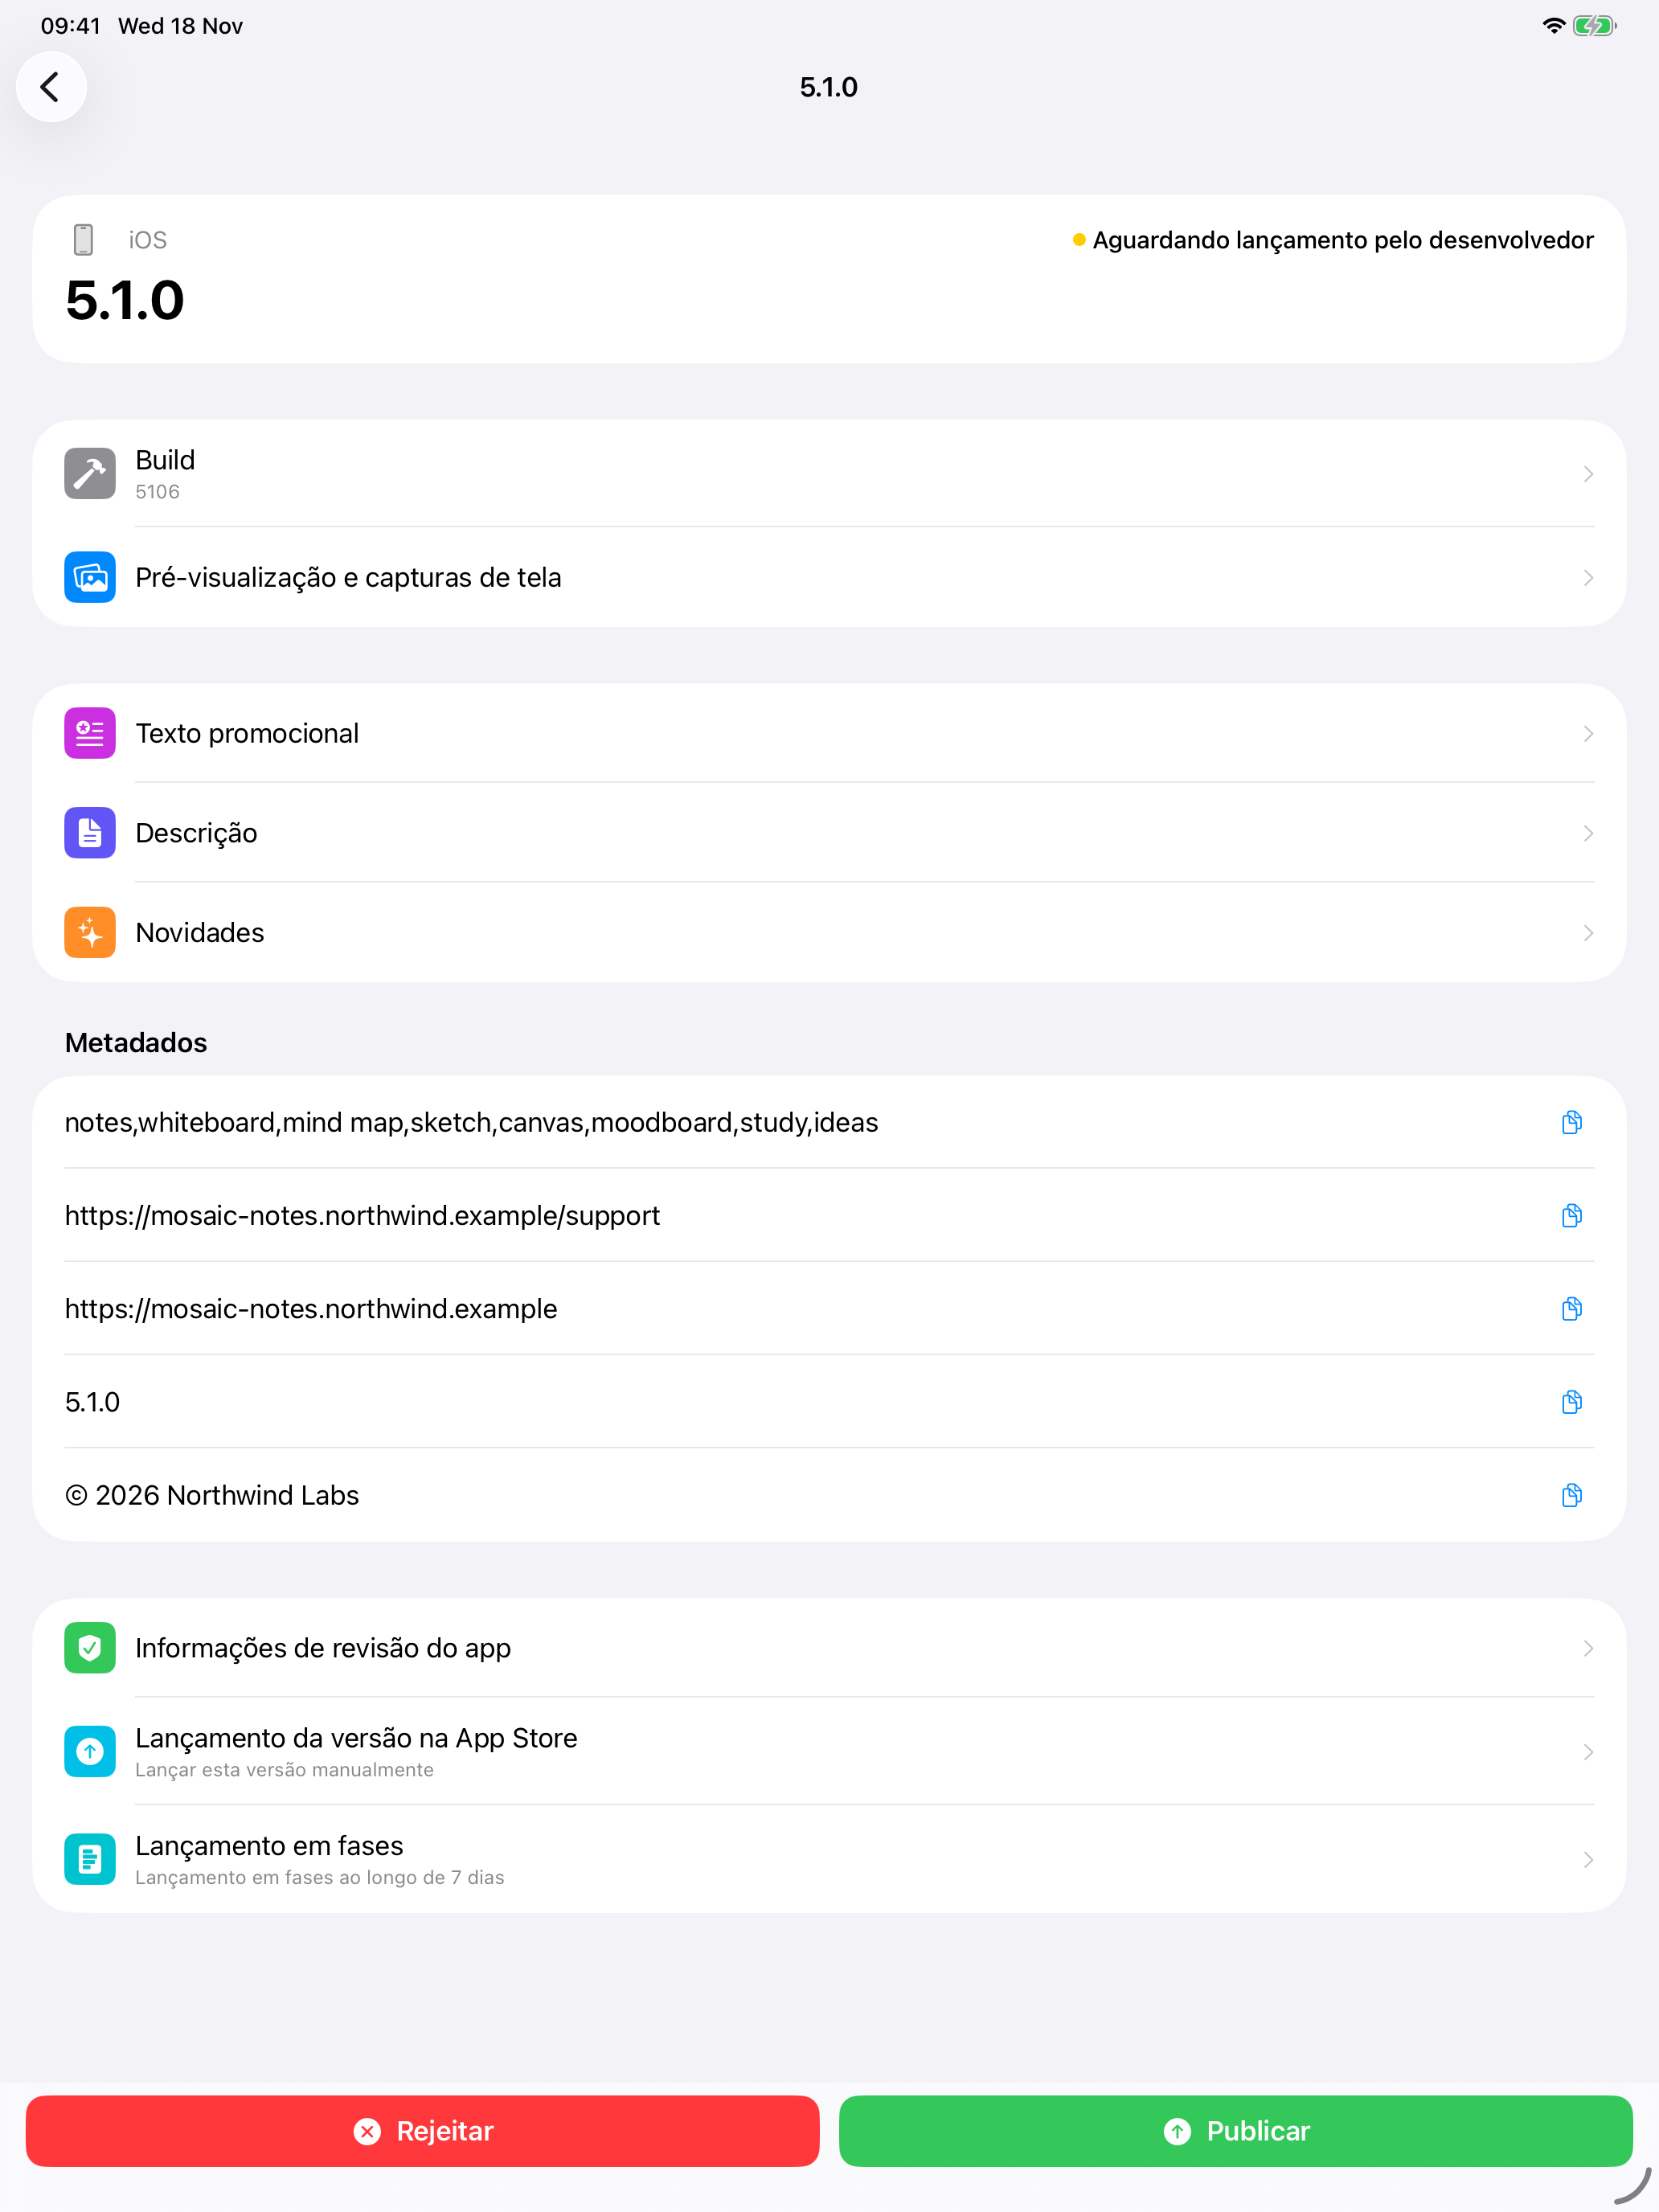 09:41 Wed 18 Nov
5.1.0
iOS
Aguardando lançamento pelo desenvolvedor
5.1.0
Build
5106
Pré-visualização e capturas de tela
Texto promocional
Descrição
Novidades
Metadados
notes,whiteboard,mind map,sketch,canvas,moodboard,study,ideas
https://mosaic-notes.northwind.example/support
https://mosaic-notes.northwind.example
5.1.0
© 2026 Northwind Labs
Informações de revisão do app
Lançamento da versão na App Store
Lançar esta versão manualmente
Lançamento em fases
Lançamento em fases ao longo de 7 dias
Rejeitar
Publicar